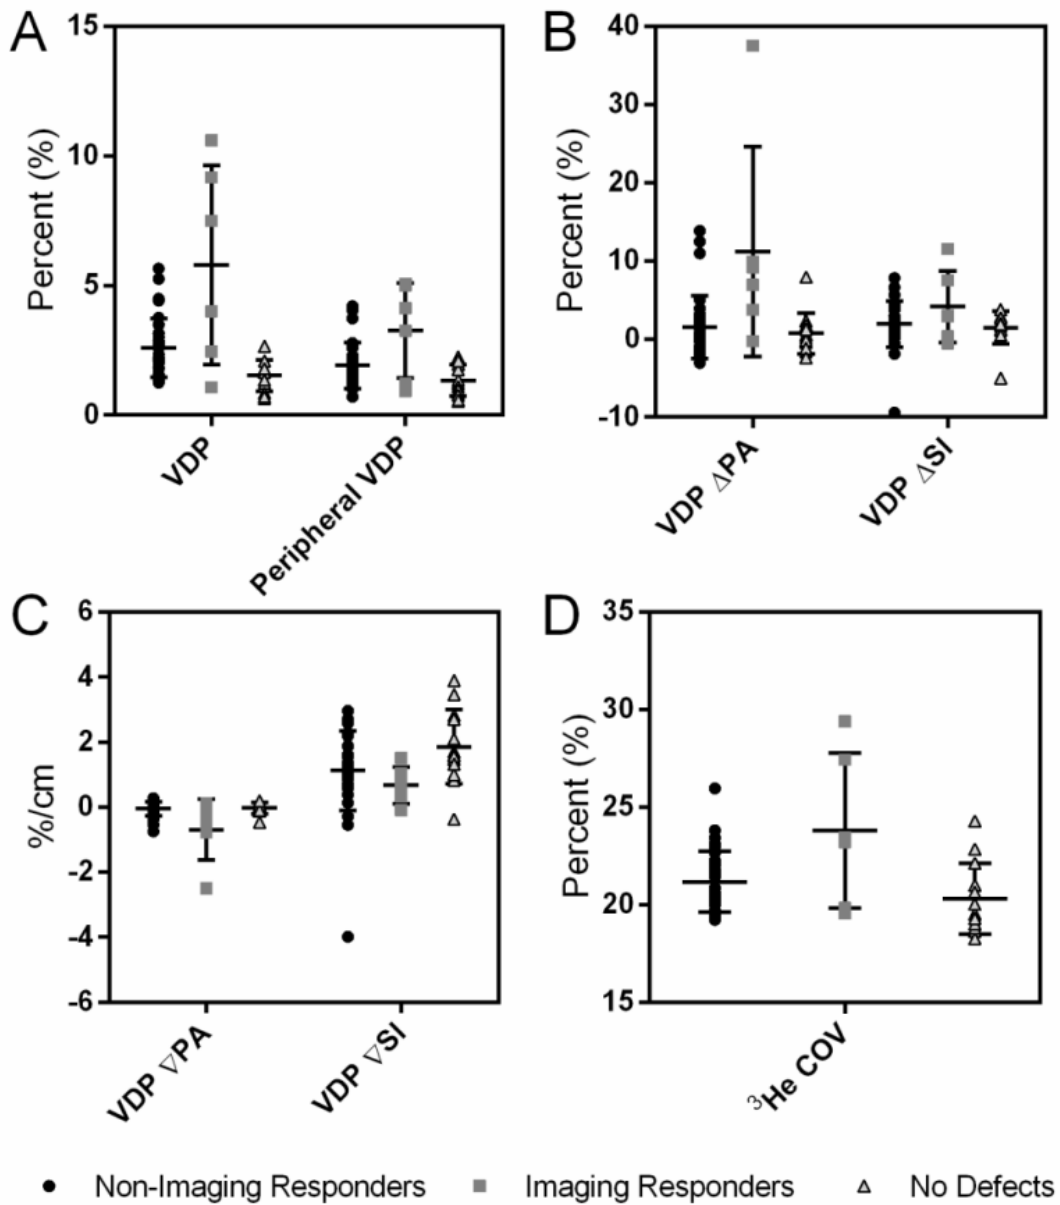 A
Percent (%)
15
10
5
0
VDP
Peripheral VDP
B
Percent (%)
40
30
20
10
0
-10
VDP △PA
VDP △SI
C
%/cm
6
4
2
0
-2
-4
-6
VDP ▽PA
VDP ▽SI
D
Percent (%)
35
30
25
20
15
³He COV
Non-Imaging Responders
Imaging Responders
No Defects